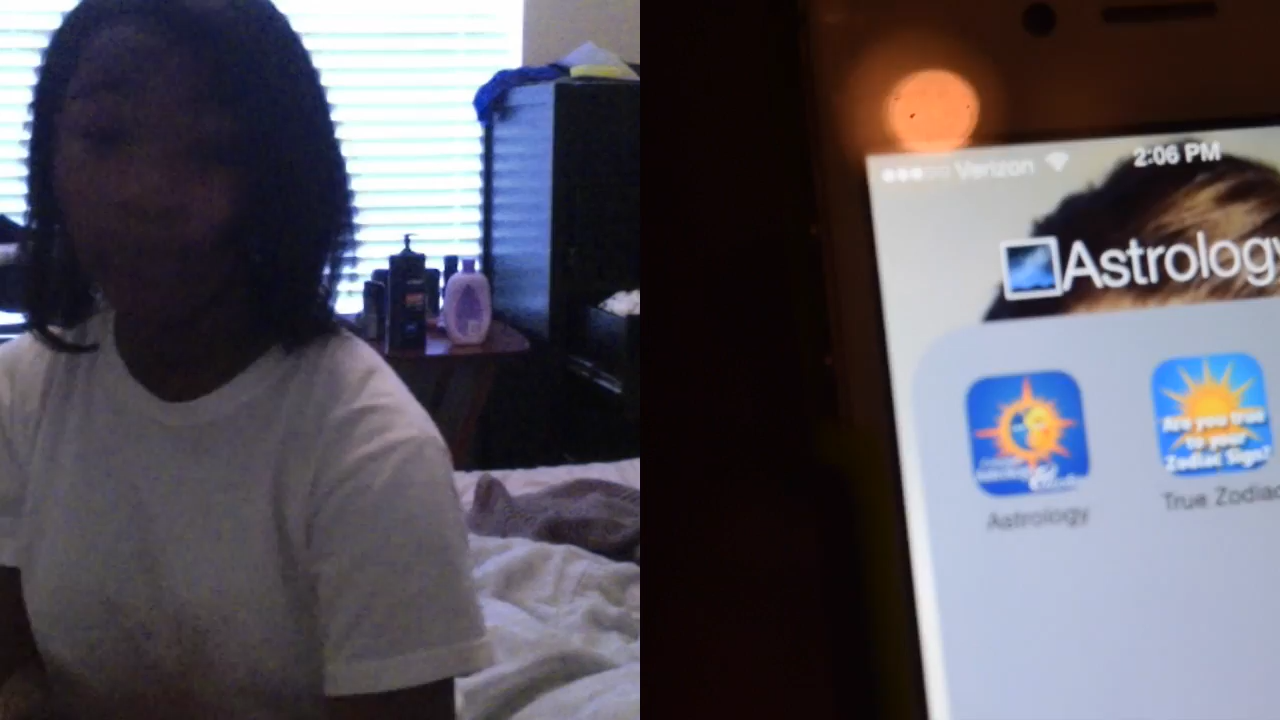 Verizon 2:06 PM
Astrology
Are you true
to your
Zodiac Sign?
Astrology
True Zodiac